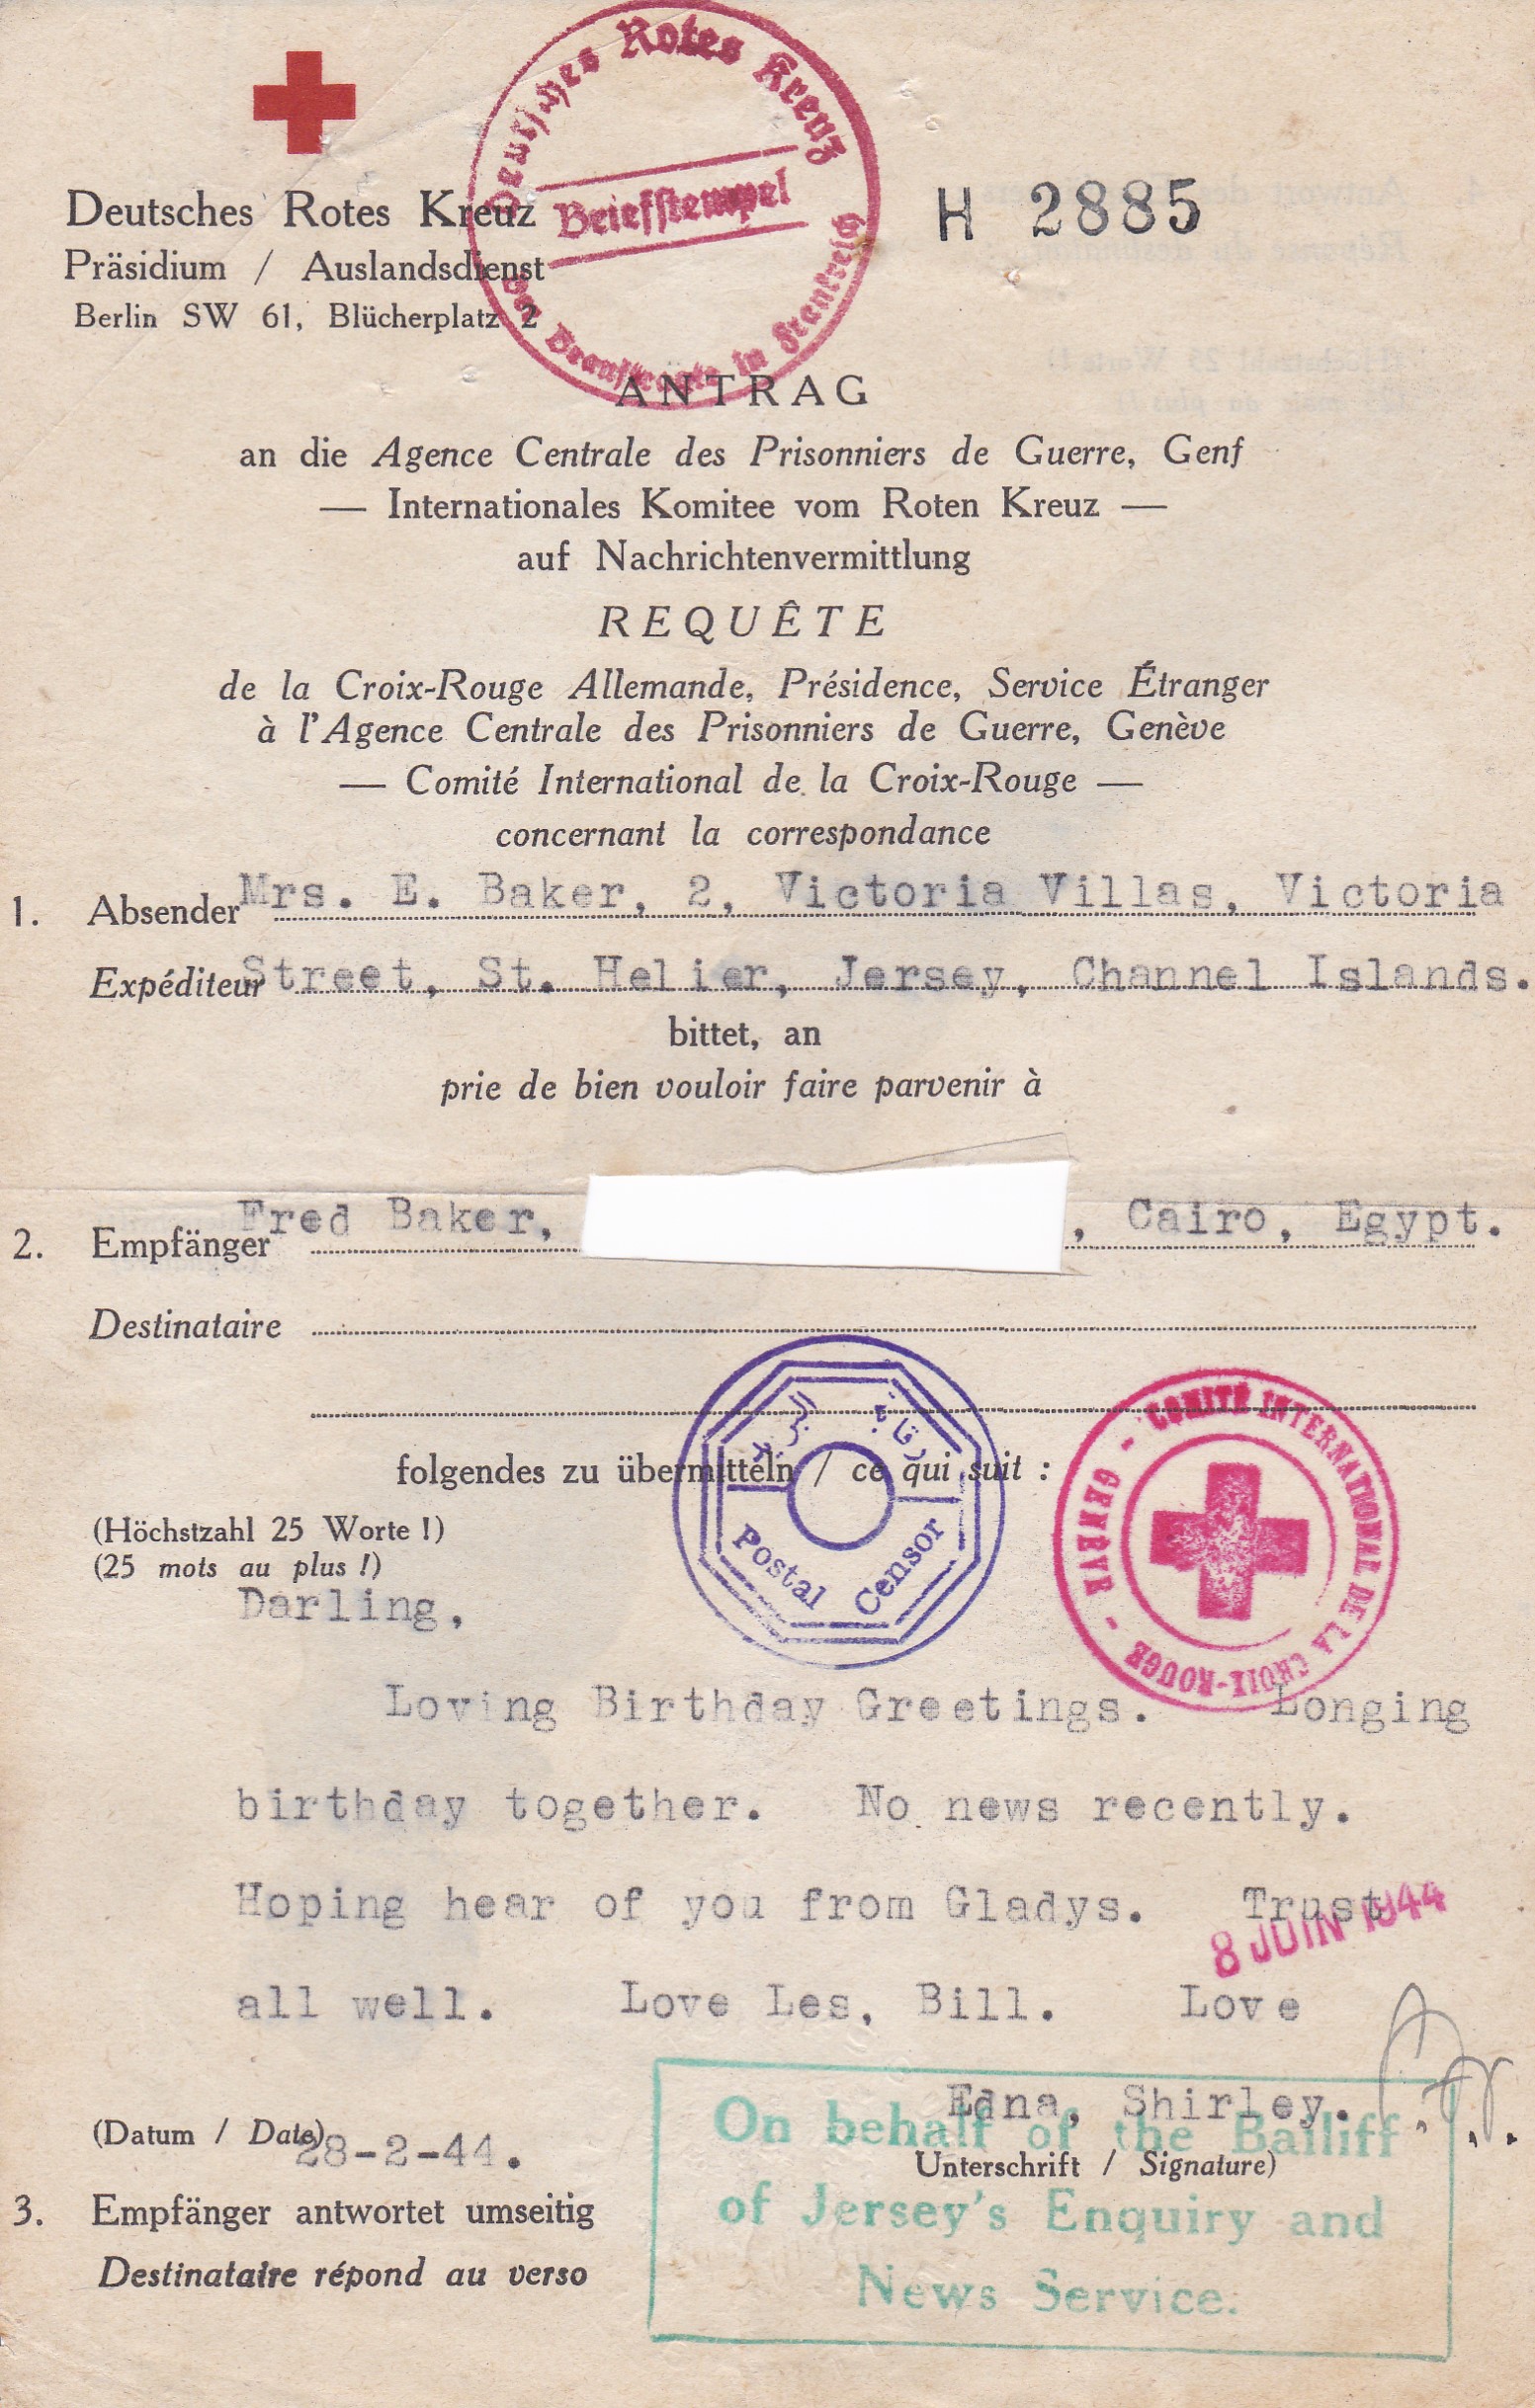 Deutsches Rotes Kreuz
Briefstempel
Der Beauftragte in Frankreich
H 2885
Deutsches Rotes Kreuz
Präsidium / Auslandsdienst
Berlin SW 61, Blücherplatz 2
ANTRAG
an die Agence Centrale des Prisonniers de Guerre, Genf
— Internationales Komitee vom Roten Kreuz —
auf Nachrichtenvermittlung
REQUÊTE
de la Croix-Rouge Allemande, Présidence, Service Étranger
à l'Agence Centrale des Prisonniers de Guerre, Genève
— Comité International de la Croix-Rouge —
concernant la correspondance
1. Absender Mrs. E. Baker, 2, Victoria Villas, Victoria
Expéditeur Street, St. Helier, Jersey, Channel Islands.
bittet, an
prie de bien vouloir faire parvenir à
2. Empfänger Fred Baker, , Cairo, Egypt.
Destinataire
رقابة البريد
Postal Censor
COMITÉ INTERNATIONAL DE LA CROIX-ROUGE - GENÈVE -
folgendes zu übermitteln / ce qui suit :
(Höchstzahl 25 Worte !)
(25 mots au plus !)
Darling,
Loving Birthday Greetings. Longing
birthday together. No news recently.
Hoping hear of you from Gladys. Trust
8 JUIN 1944
all well. Love Les, Bill. Love
Edna, Shirley.
(Datum / Date) 28-2-44.
Unterschrift / Signature)
On behalf of the Bailiff
of Jersey's Enquiry and
News Service.
3. Empfänger antwortet umseitig
Destinataire répond au verso